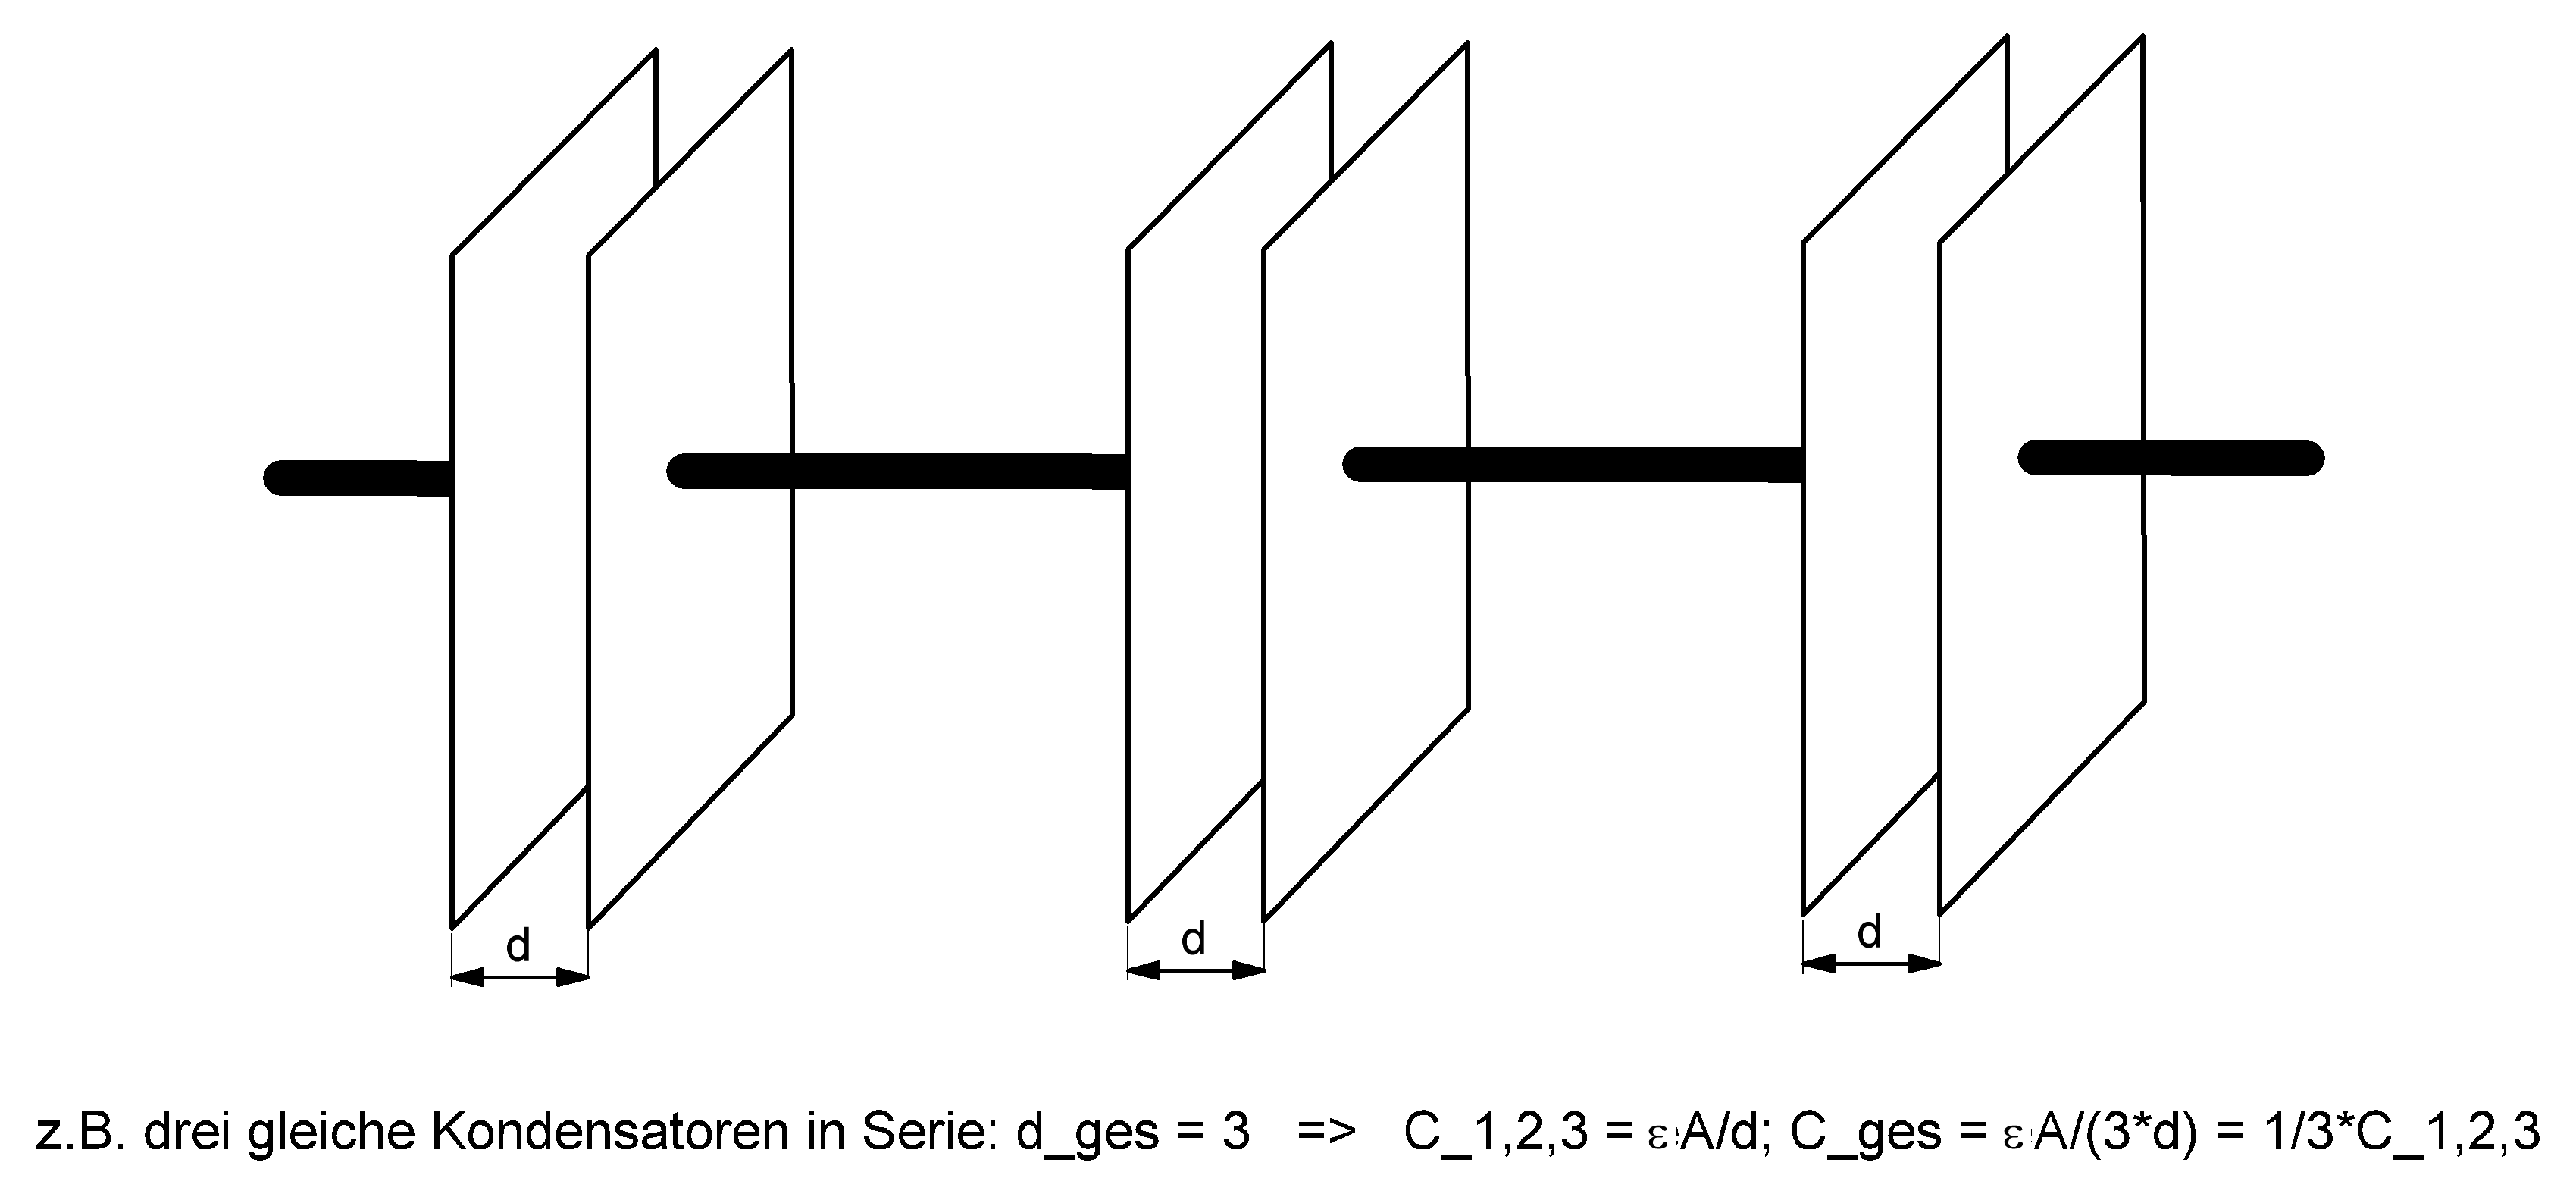 d
d
d
z.B. drei gleiche Kondensatoren in Serie: d_ges = 3 => C_1,2,3 = ε·A/d; C_ges = ε·A/(3*d) = 1/3*C_1,2,3